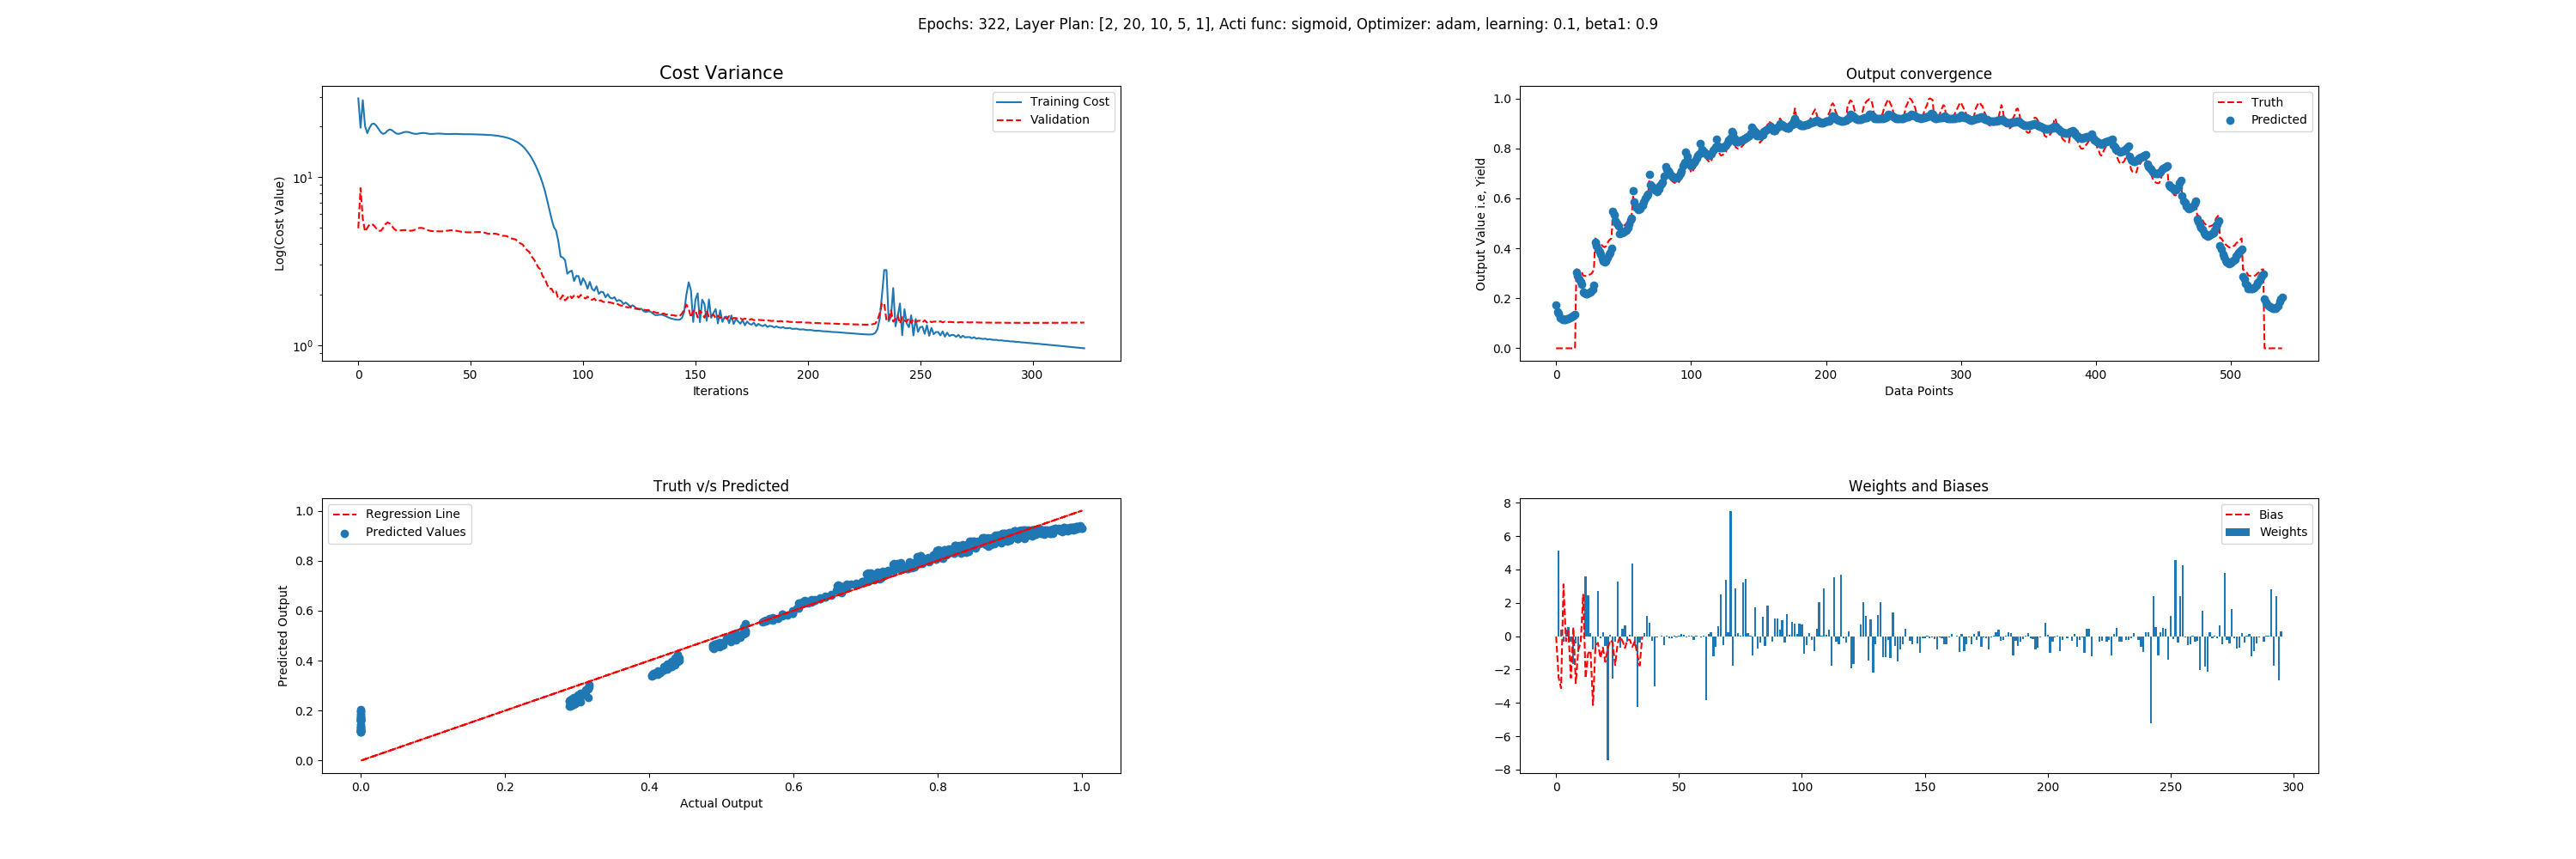 Epochs: 322, Layer Plan: [2, 20, 10, 5, 1], Acti func: sigmoid, Optimizer: adam, learning: 0.1, beta1: 0.9
Cost Variance
Training Cost
Validation
10¹
10⁰
Log(Cost Value)
0 50 100 150 200 250 300
Iterations
Output convergence
Truth
Predicted
1.0
0.8
0.6
0.4
0.2
0.0
Output Value i.e, Yield
0 100 200 300 400 500
Data Points
Truth v/s Predicted
Regression Line
Predicted Values
1.0
0.8
0.6
0.4
0.2
0.0
Predicted Output
0.0 0.2 0.4 0.6 0.8 1.0
Actual Output
Weights and Biases
Bias
Weights
8
6
4
2
0
−2
−4
−6
−8
0 50 100 150 200 250 300